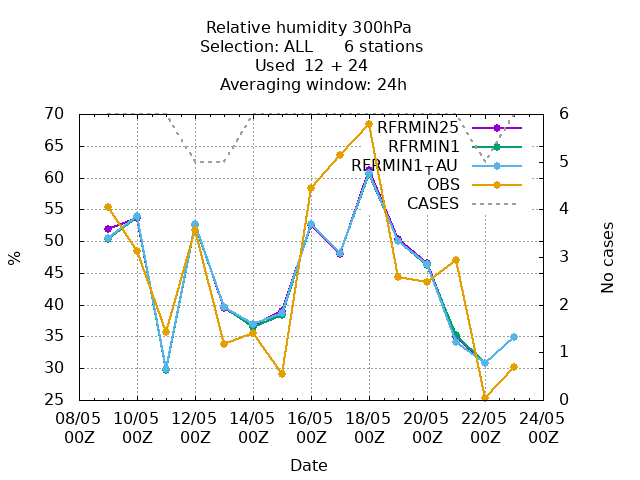 Relative humidity 300hPa
Selection: ALL      6 stations
Used  12 + 24
Averaging window: 24h
RFRMIN25
RFRMIN1
RFRMIN1TAU
OBS
CASES
%
70
65
60
55
50
45
40
35
30
25
No cases
6
5
4
3
2
1
0
08/05 10/05 12/05 14/05 16/05 18/05 20/05 22/05 24/05
00Z 00Z 00Z 00Z 00Z 00Z 00Z 00Z 00Z
Date